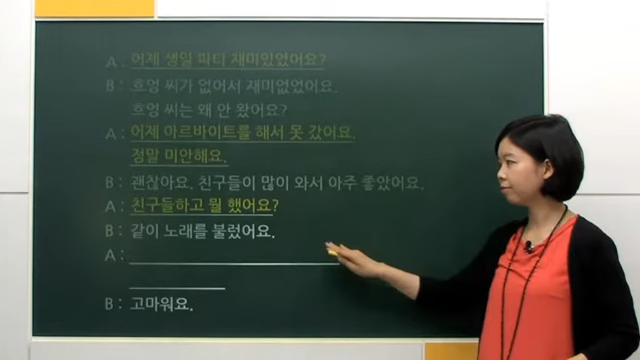 A : 어제 생일 파티 재미있었어요?
B : 흐엉 씨가 없어서 재미없었어요.
흐엉 씨는 왜 안 왔어요?
A : 어제 아르바이트를 해서 못 갔어요.
정말 미안해요.
B : 괜찮아요. 친구들이 많이 와서 아주 좋았어요.
A : 친구들하고 뭘 했어요?
B : 같이 노래를 불렀어요.
A :
B : 고마워요.